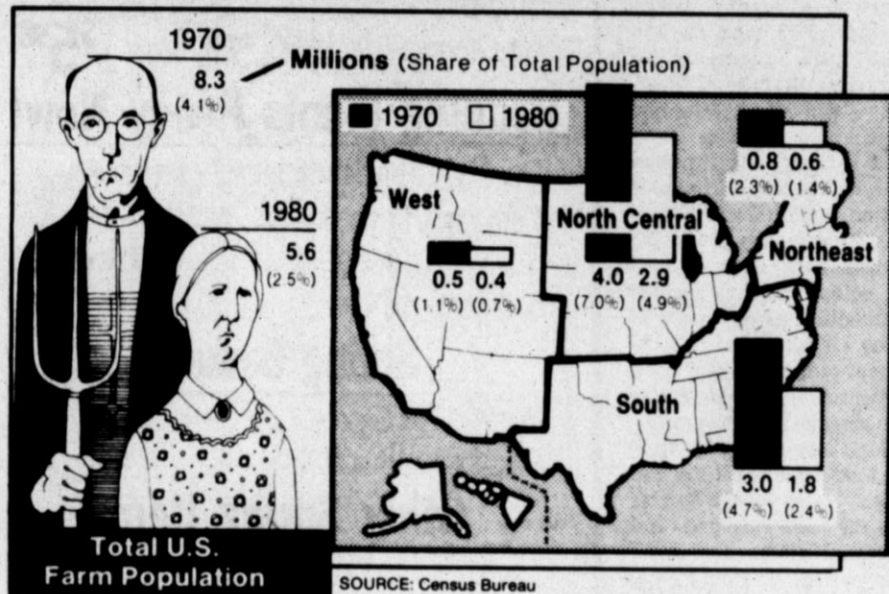 1970
8.3
(4.1%)
Millions (Share of Total Population)
1980
5.6
(2.5%)
Total U.S.
Farm Population
1970 1980
West
0.5 0.4
(1.1%) (0.7%)
North Central
4.0 2.9
(7.0%) (4.9%)
0.8 0.6
(2.3%) (1.4%)
Northeast
South
3.0 1.8
(4.7%) (2.4%)
SOURCE: Census Bureau